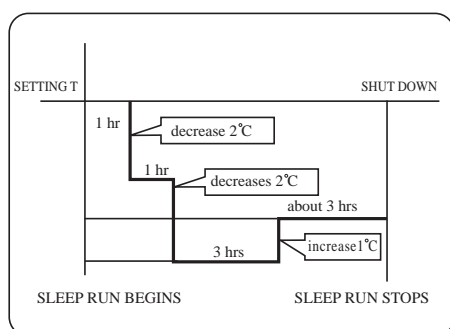 SETTING T SHUT DOWN
1 hr decrease 2°C
1 hr decreases 2°C
about 3 hrs
3 hrs increase1°C
SLEEP RUN BEGINS SLEEP RUN STOPS